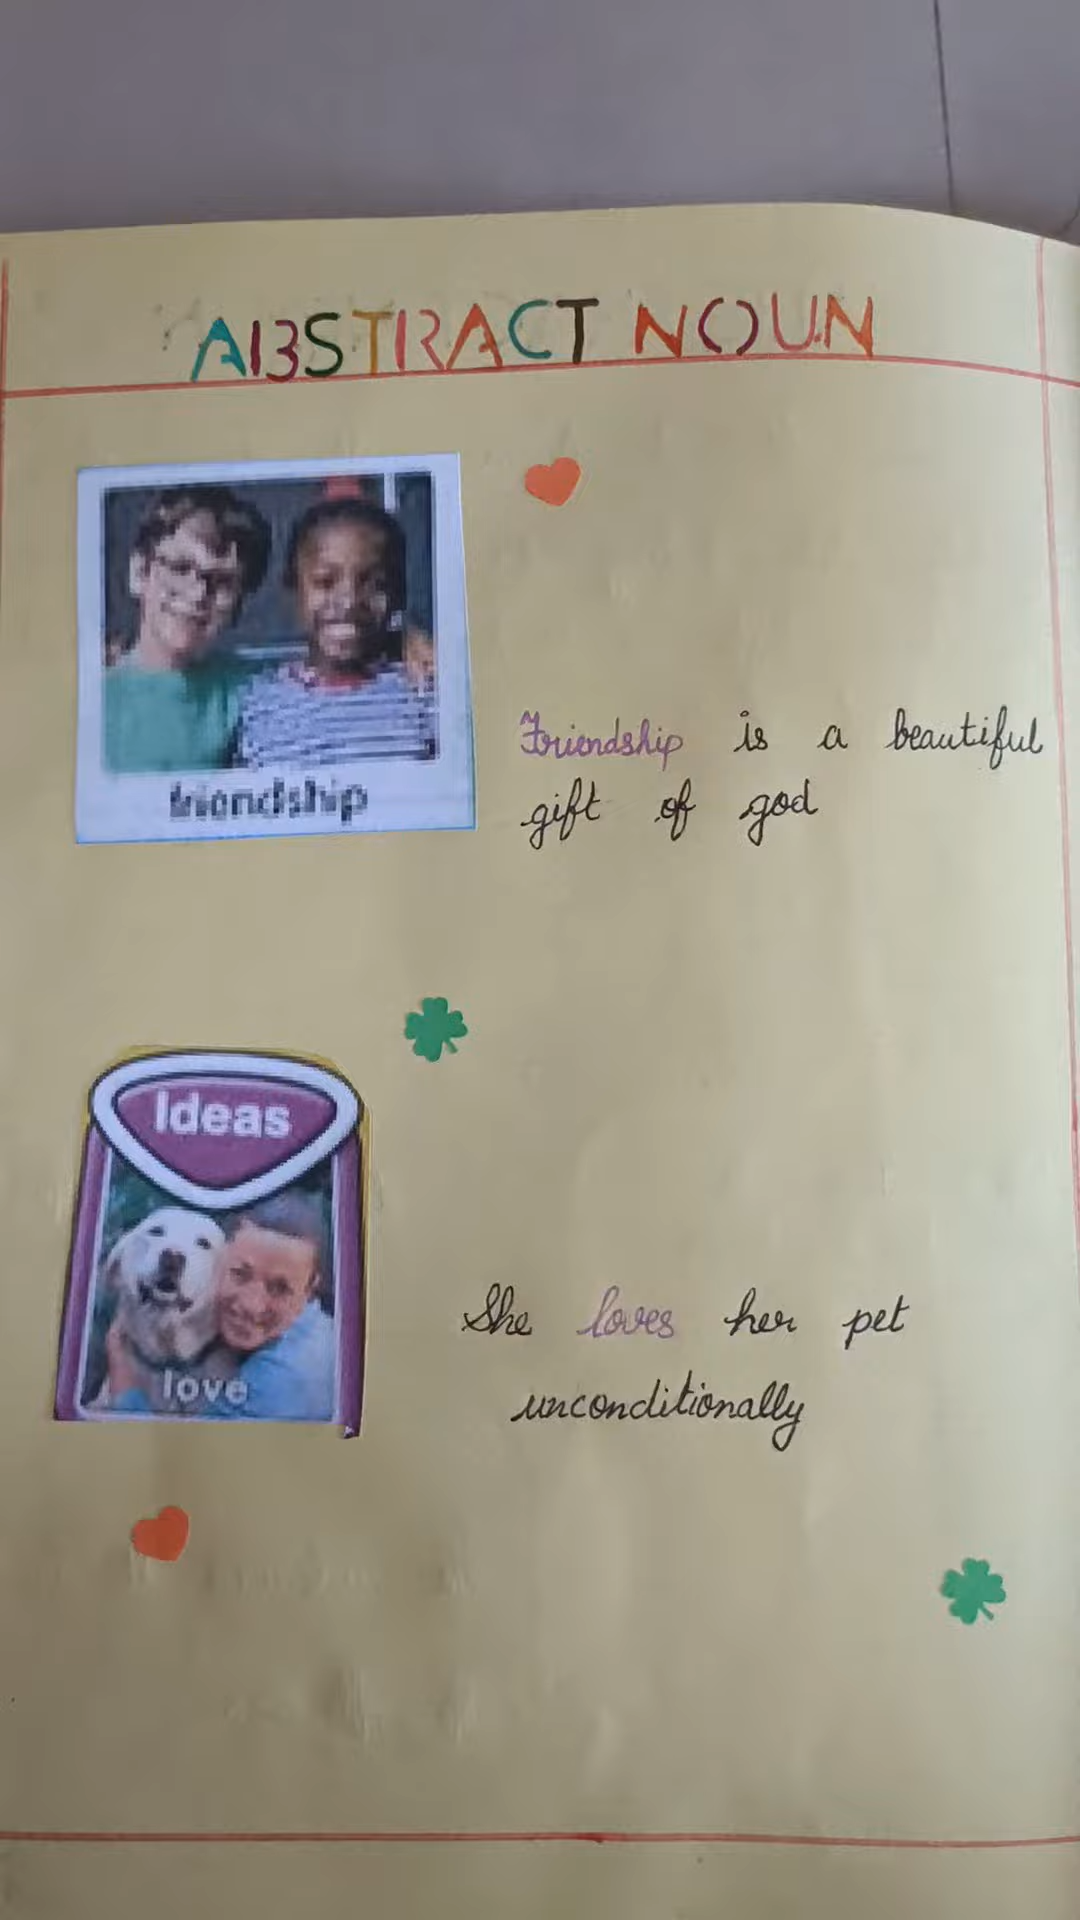 ABSTRACT NOUN
friendship
Friendship is a beautiful
gift of god
Ideas
love
She loves her pet
unconditionally